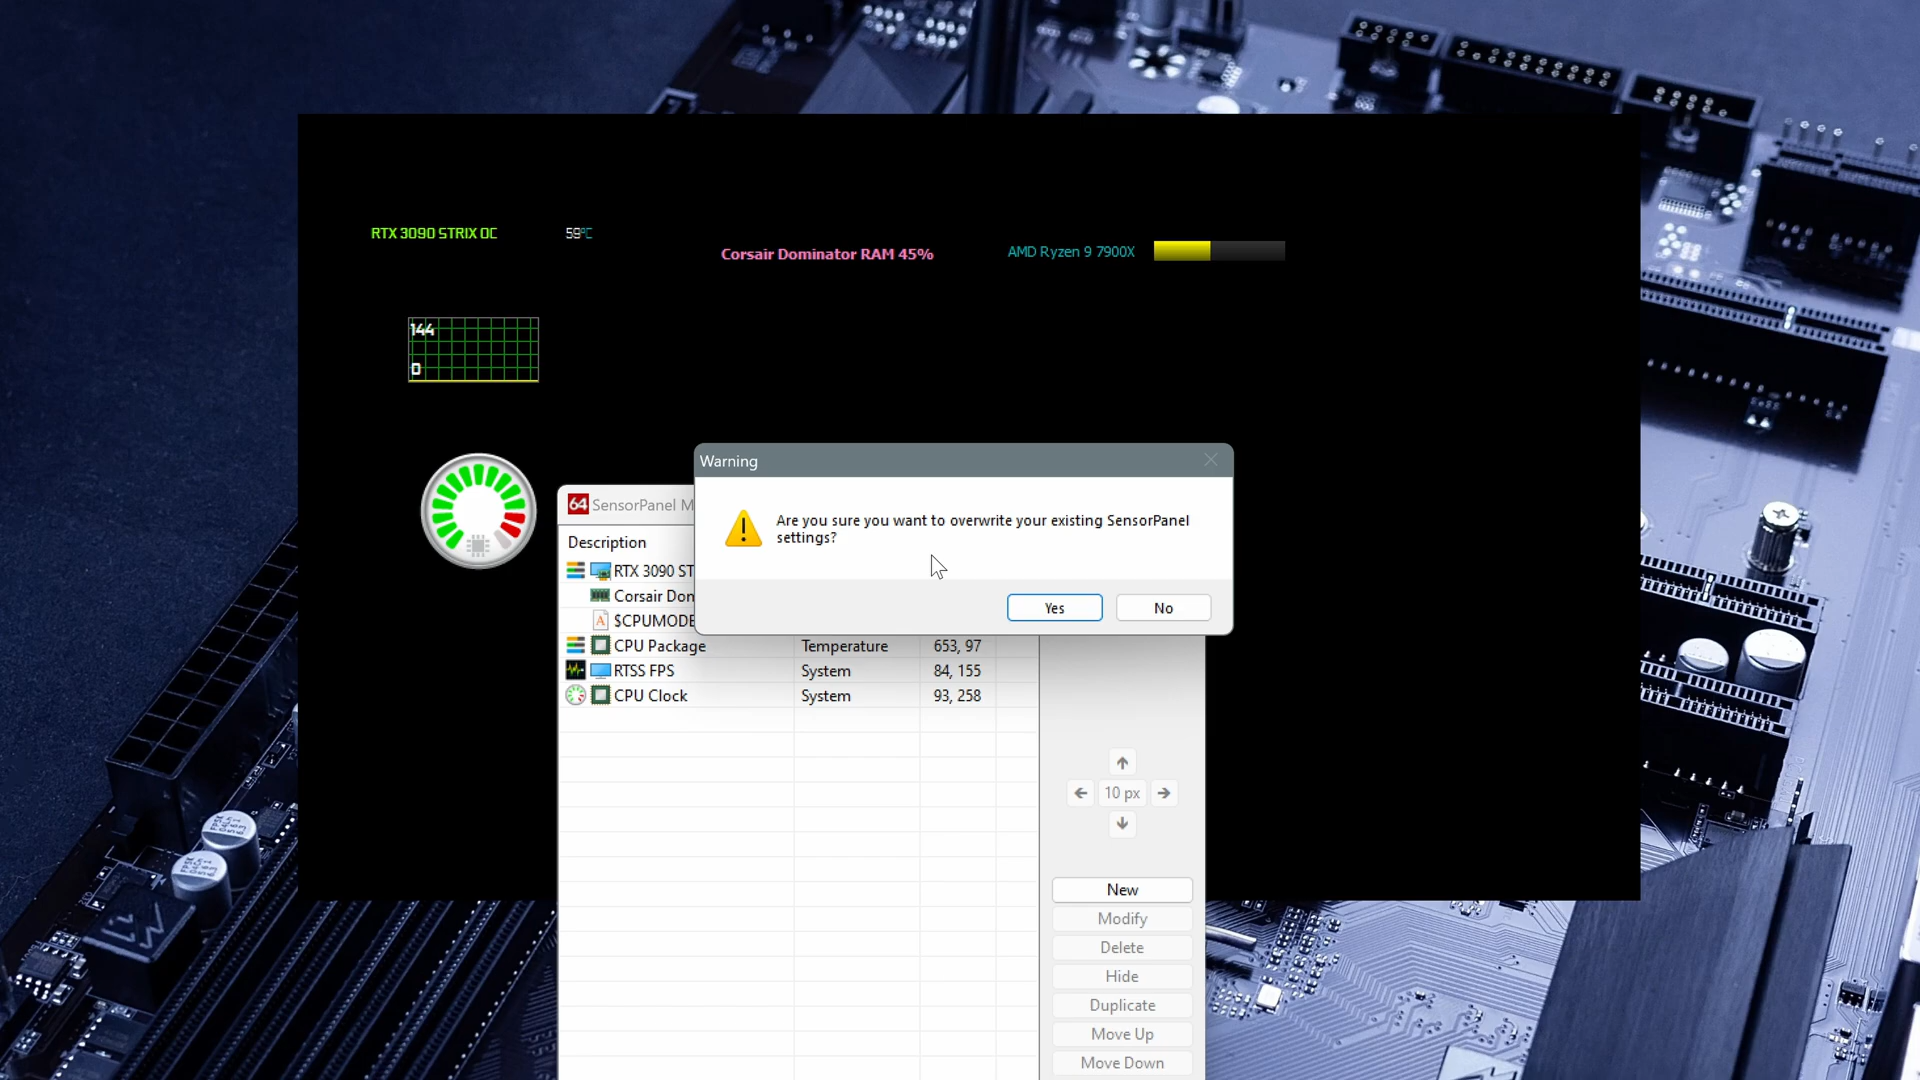 RTX 3090 STRIX OC
59°C
Corsair Dominator RAM 45%
AMD Ryzen 9 7900X
144
0
Warning
Are you sure you want to overwrite your existing SensorPanel
settings?
Yes
No
64 SensorPanel M
Description
RTX 3090 ST
Corsair Don
$CPUMODE
CPU Package Temperature 653, 97
RTSS FPS System 84, 155
CPU Clock System 93, 258
10 px
New
Modify
Delete
Hide
Duplicate
Move Up
Move Down